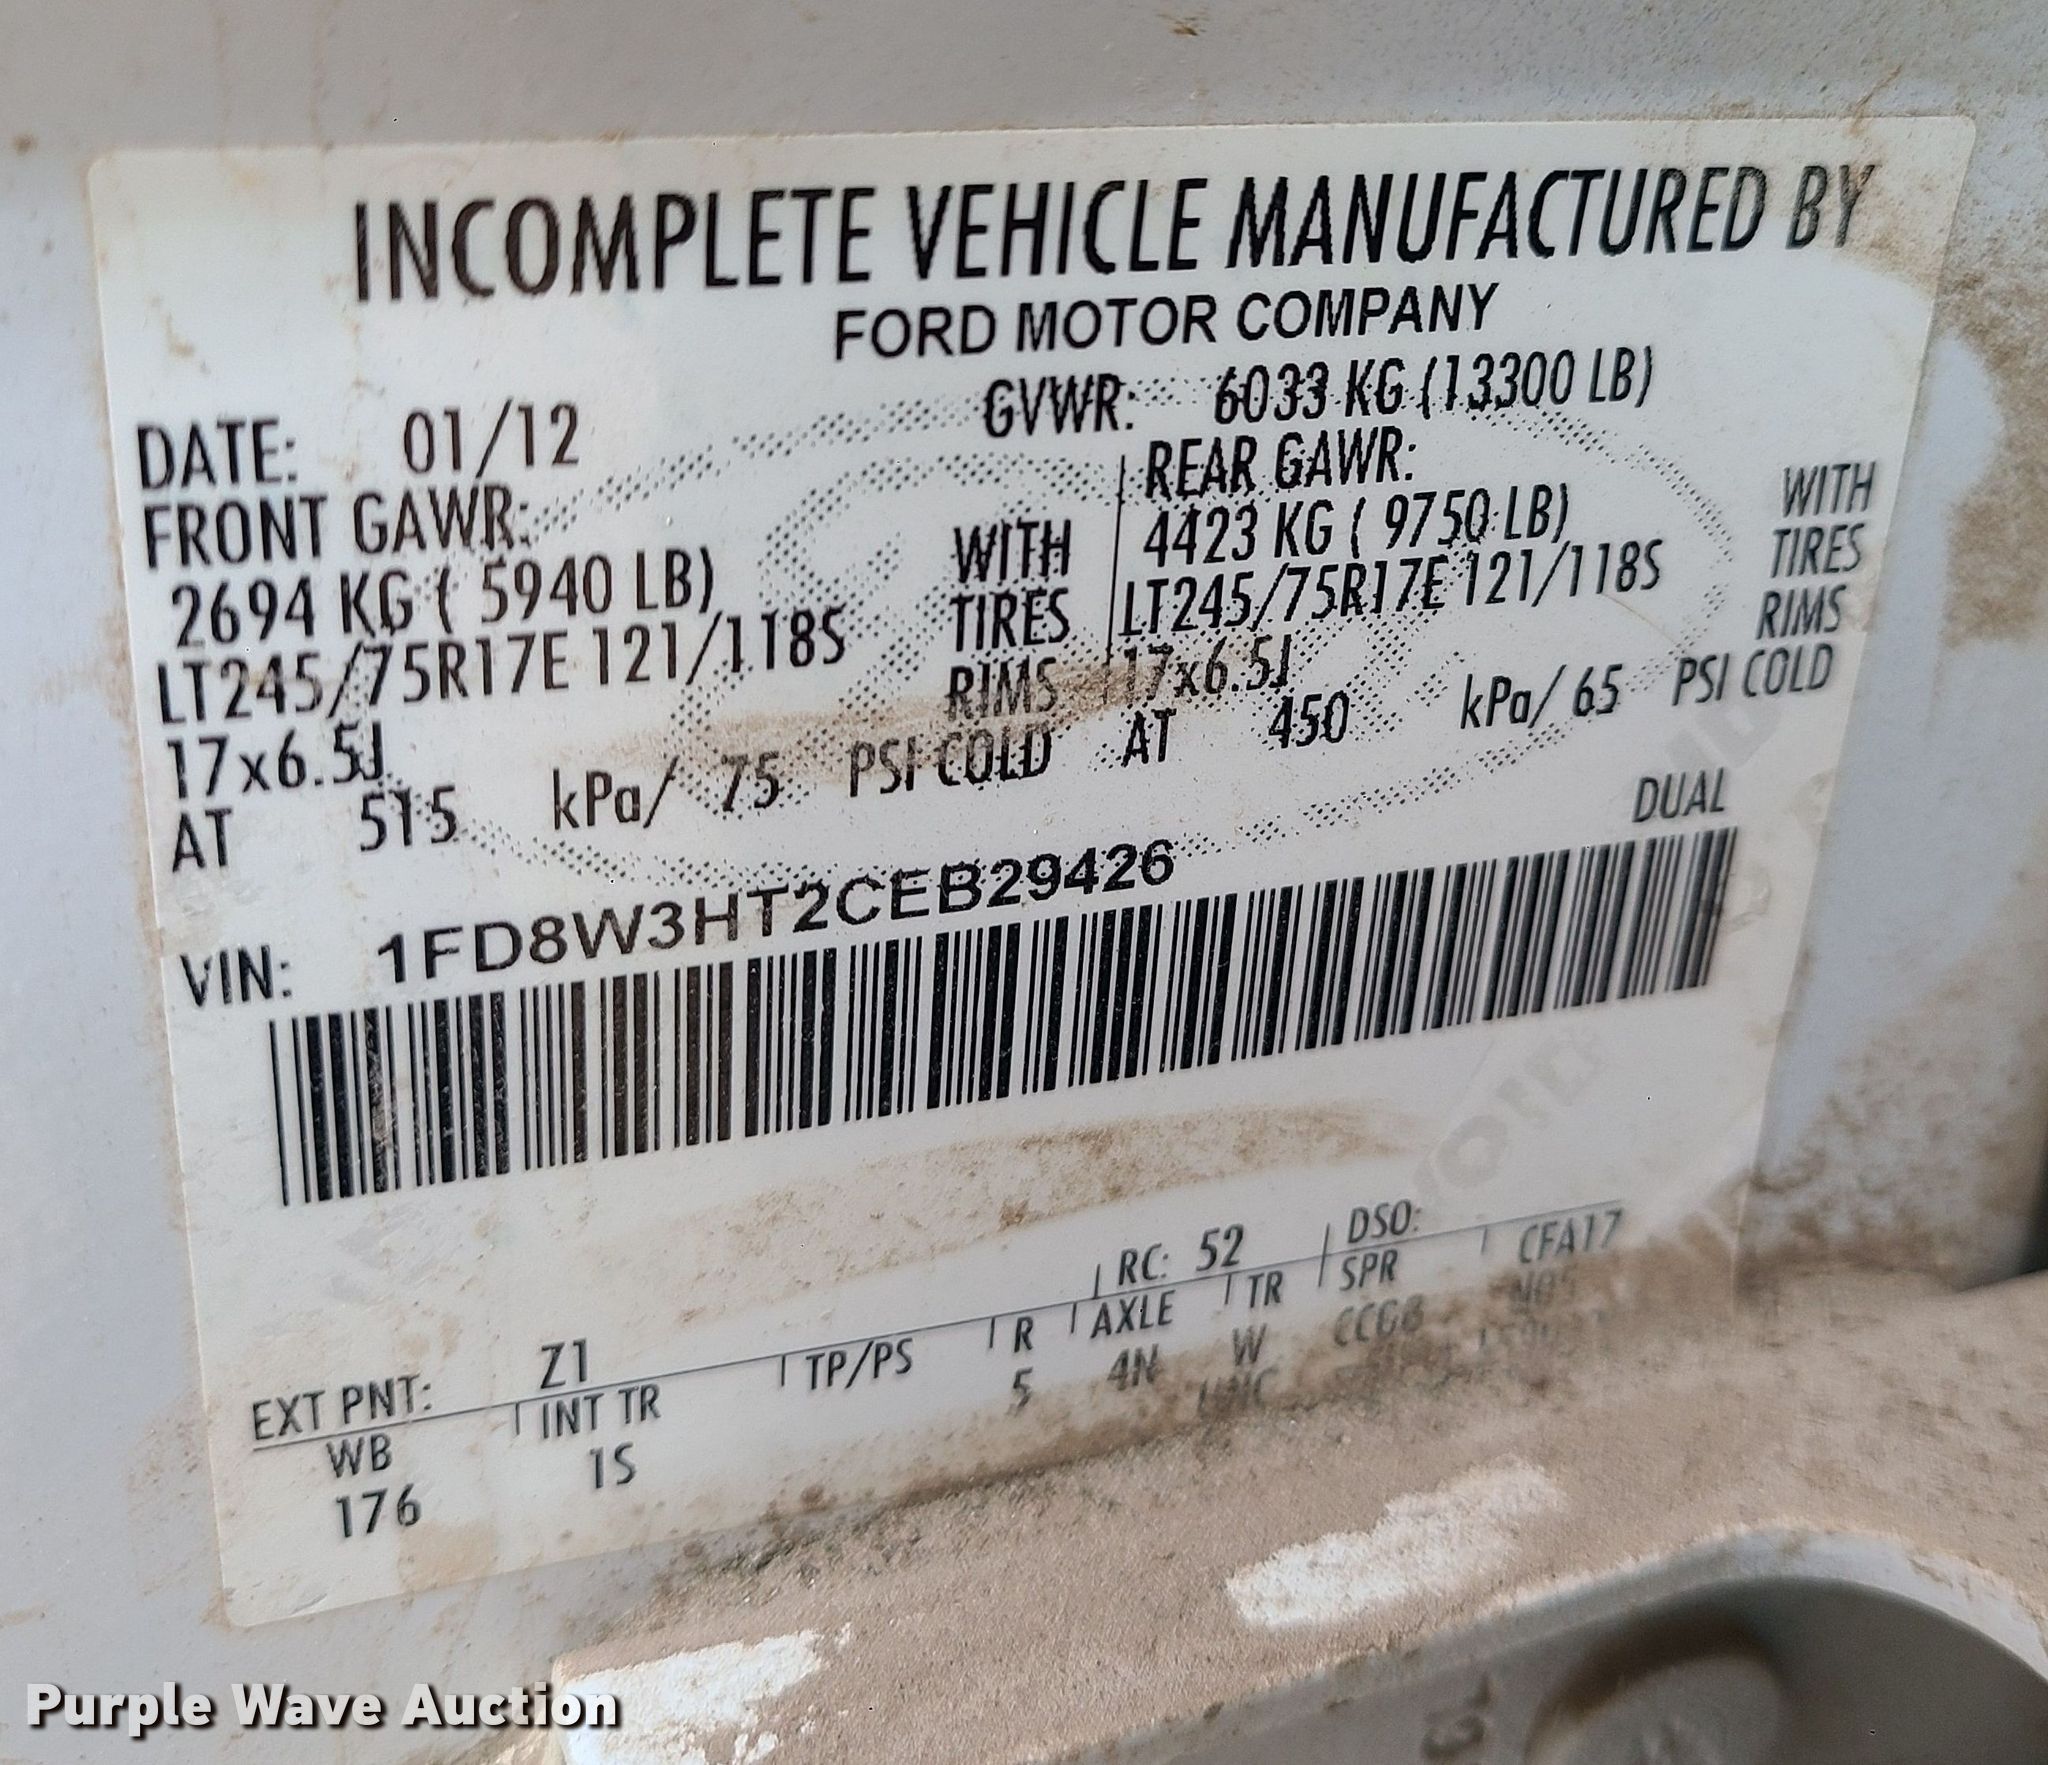 INCOMPLETE VEHICLE MANUFACTURED BY
FORD MOTOR COMPANY
DATE: 01/12 GVWR: 6033 KG (13300 LB)
FRONT GAWR: REAR GAWR:
2694 KG ( 5940 LB) WITH 4423 KG ( 9750 LB) WITH
LT245/75R17E 121/118S TIRES LT245/75R17E 121/118S TIRES
17x6.5J RIMS 17x6.5J RIMS
AT 515 kPa/ 75 PSI COLD AT 450 kPa/ 65 PSI COLD
DUAL
VIN: 1FD8W3HT2CEB29426
EXT PNT: Z1 RC: 52 DSO:
WB INT TR TP/PS R AXLE TR SPR CFA17
176 1S 5 4N W
Purple Wave Auction